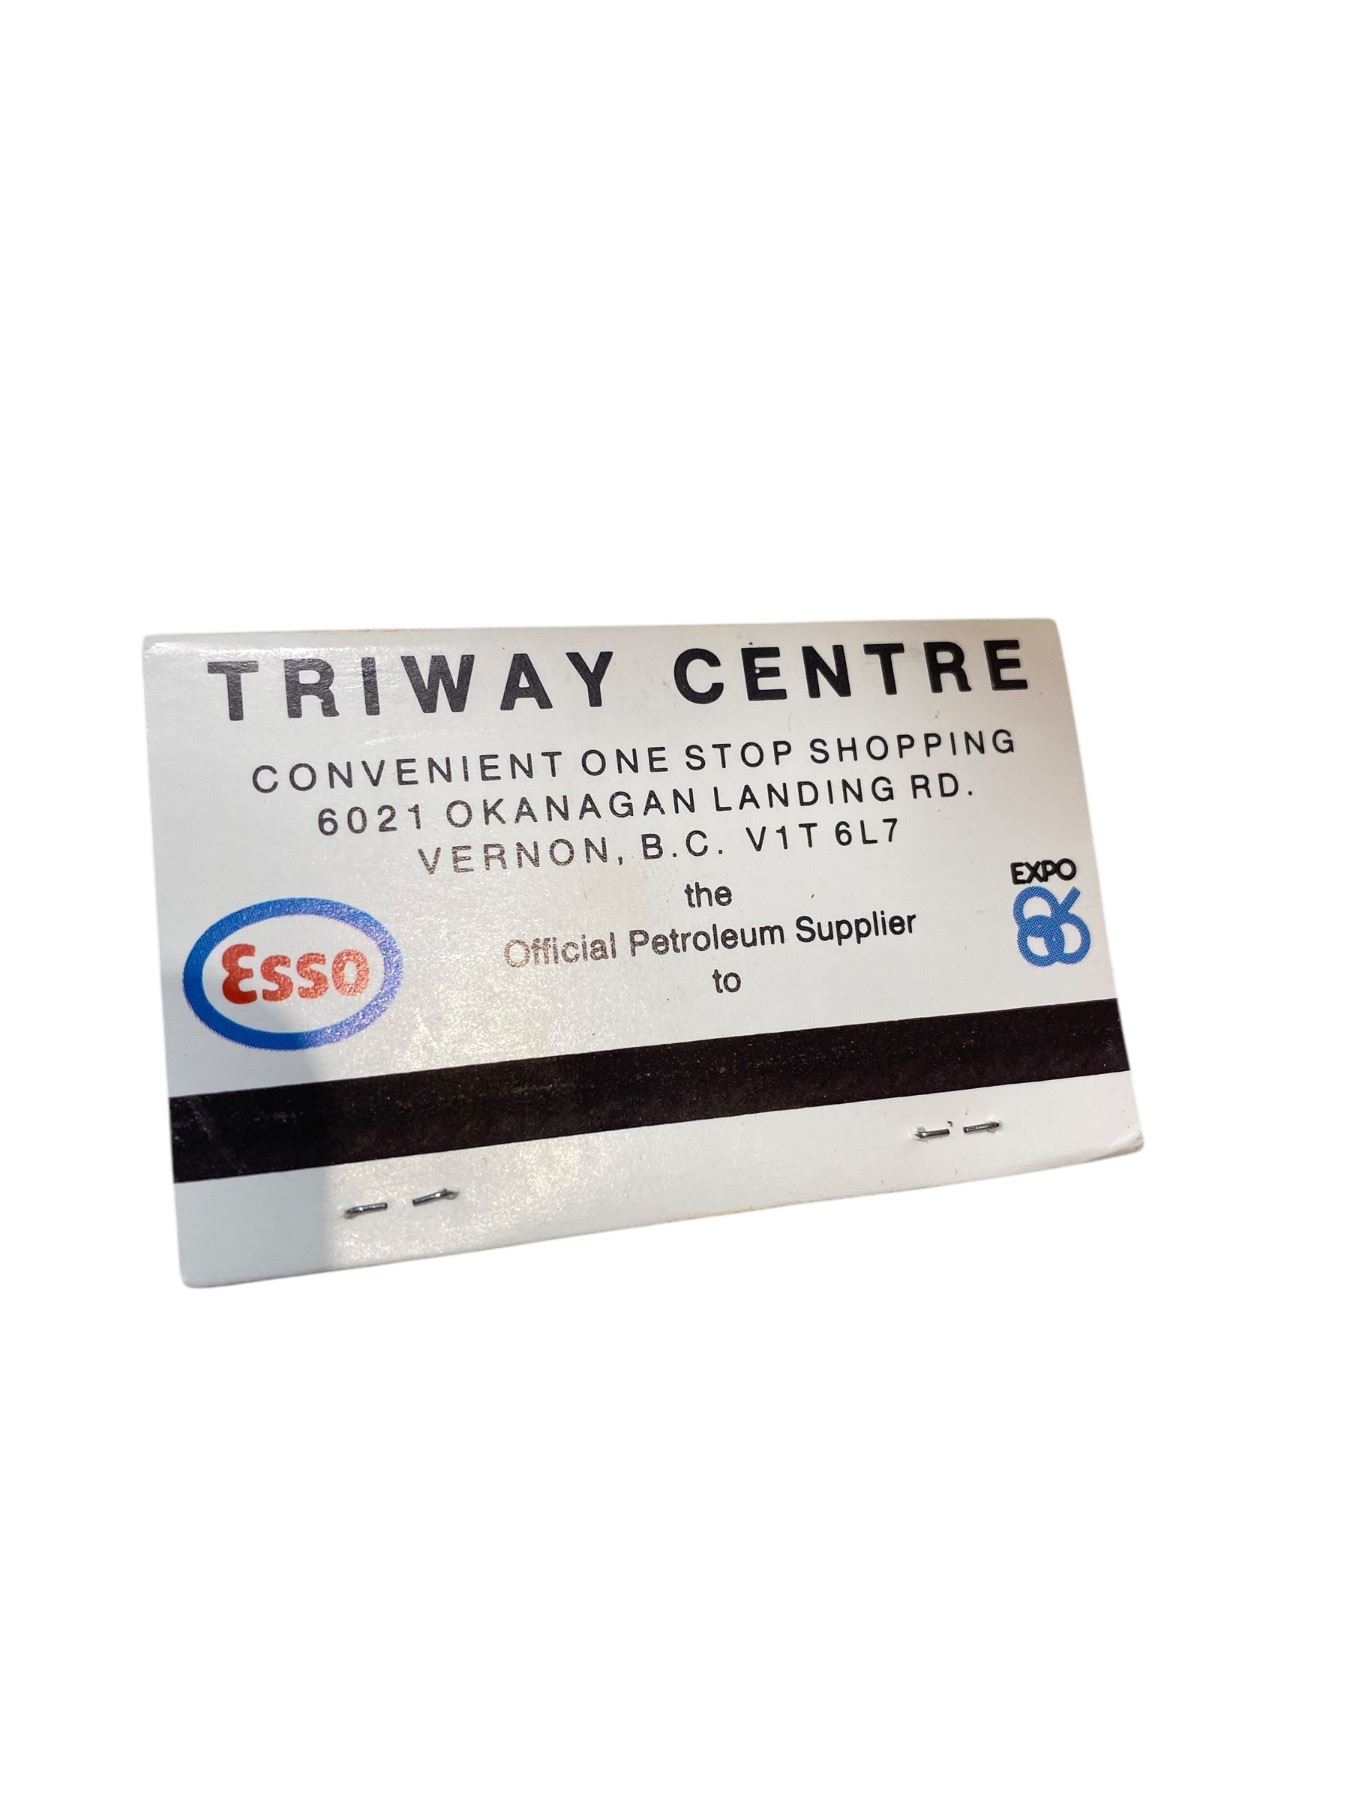 TRIWAY CENTRE
CONVENIENT ONE STOP SHOPPING
6021 OKANAGAN LANDING RD.
VERNON, B.C. V1T 6L7
the
Official Petroleum Supplier
to
Esso
EXPO
86